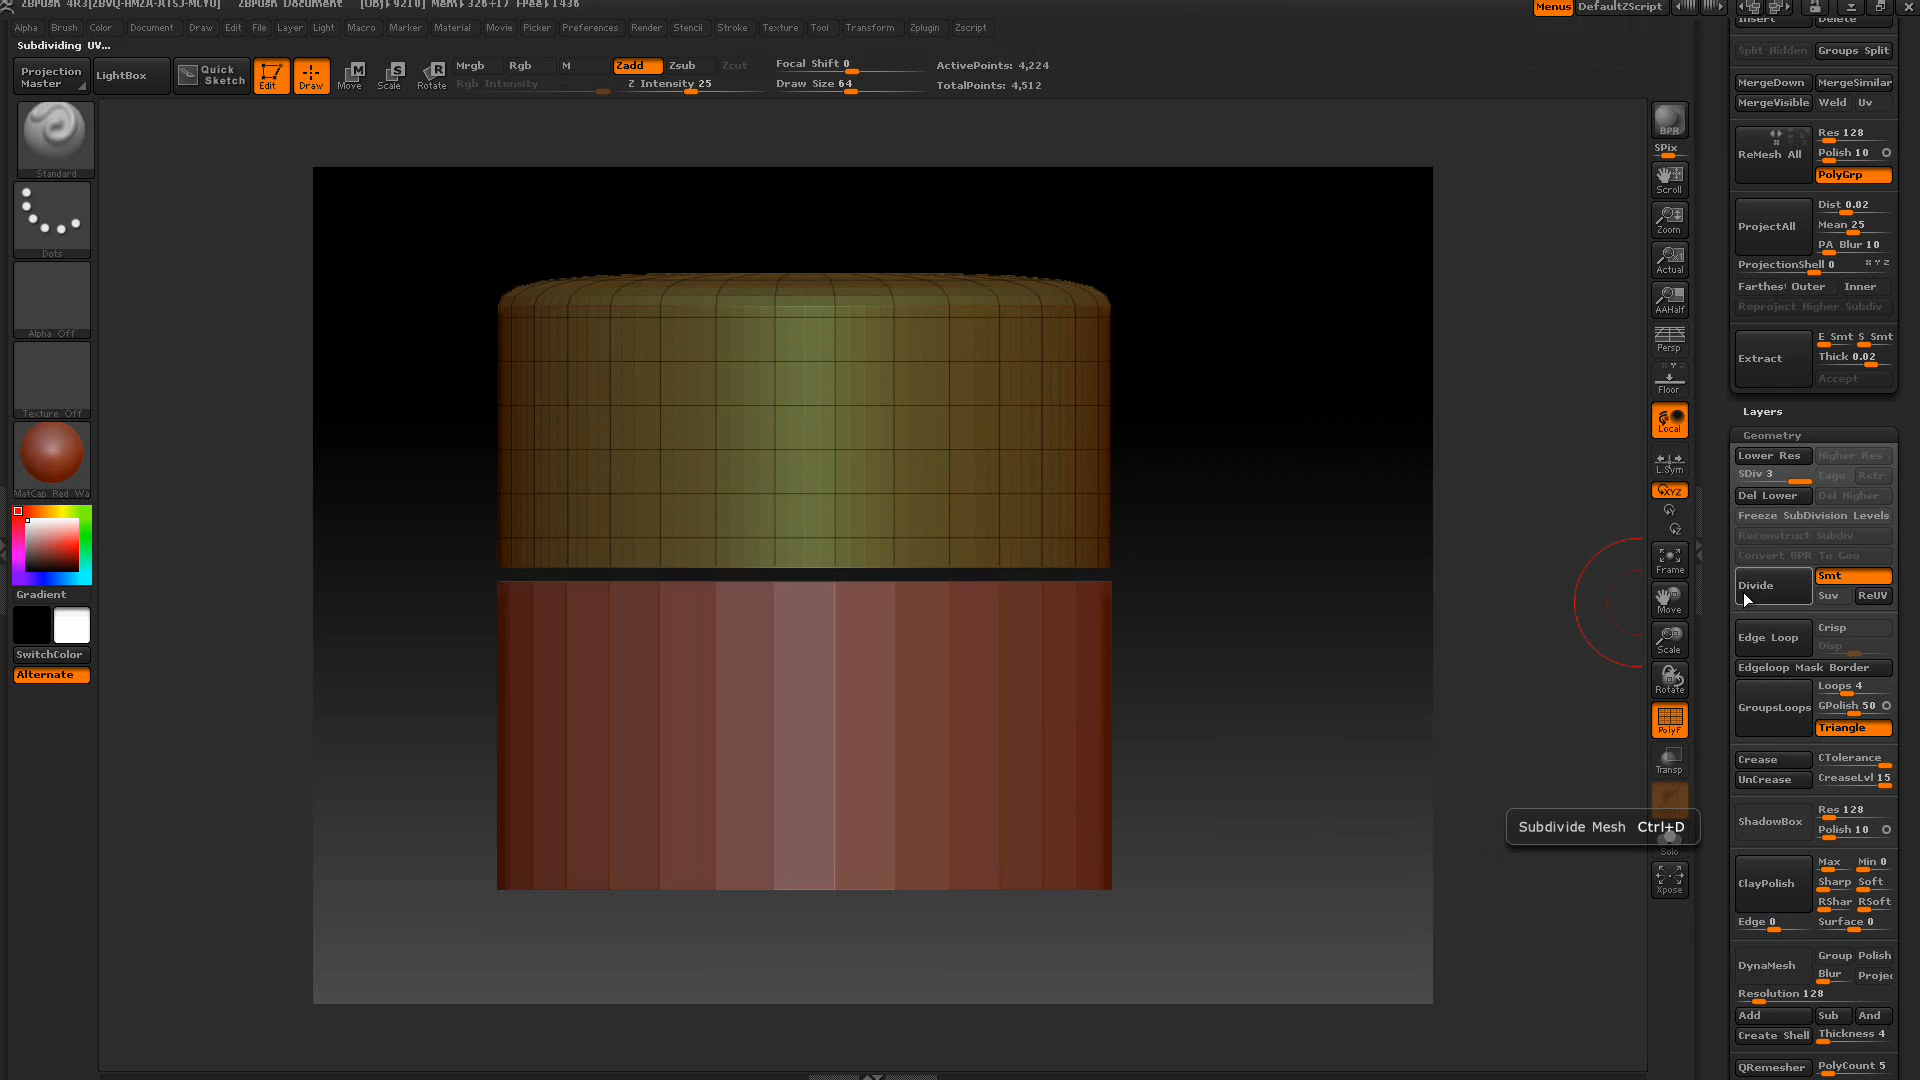 ZBrush Document
Alpha Brush Color Document Draw Edit File Layer Light Macro Marker Material Movie Picker Preferences Render Stencil Stroke Texture Tool Transform Zplugin Zscript
Menus DefaultZScript
Subdividing UV...
Projection Master
LightBox
Quick Sketch
Edit
Draw
Move
Scale
Rotate
Mrgb Rgb M
Rgb Intensity
Zadd Zsub Zcut
Z Intensity 25
Focal Shift 0
Draw Size 64
ActivePoints: 4,224
TotalPoints: 4,512
Standard
Dots
Alpha Off
Texture Off
MatCap Red Wa
Gradient
SwitchColor
Alternate
BPR
SPix
Scroll
Zoom
Actual
AAHalf
Persp
Floor
Local
L.Sym
XYZ
Frame
Move
Scale
Rotate
PolyF
Transp
Solo
Xpose
Subdivide Mesh Ctrl+D
Insert Delete
Split Hidden Groups Split
MergeDown MergeSimilar
MergeVisible Weld Uv
ReMesh All
Res 128
Polish 10
PolyGrp
ProjectAll
Dist 0.02
Mean 25
PA Blur 10
ProjectionShell 0
Farthest Outer Inner
Reproject Higher Subdiv
Extract
E Smt S Smt
Thick 0.02
Accept
Layers
Geometry
Lower Res Higher Res
SDiv 3 Cage Rstr
Del Lower Del Higher
Freeze SubDivision Levels
Reconstruct Subdiv
Convert BPR To Geo
Divide
Smt
Suv ReUV
Edge Loop
Crisp
Disp
Edgeloop Mask Border
GroupsLoops
Loops 4
GPolish 50
Triangle
Crease CTolerance
UnCrease CreaseLvl 15
ShadowBox
Res 128
Polish 10
ClayPolish
Max Min 0
Sharp Soft
RShar RSoft
Edge 0 Surface 0
DynaMesh
Group Polish
Blur Projec
Resolution 128
Add Sub And
Create Shell Thickness 4
QRemesher PolyCount 5